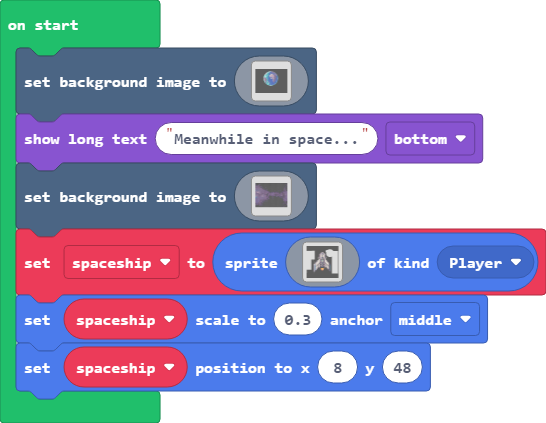 on start
set background image to
show long text "Meanwhile in space..." bottom
set background image to
set spaceship to sprite of kind Player
set spaceship scale to 0.3 anchor middle
set spaceship position to x 8 y 48